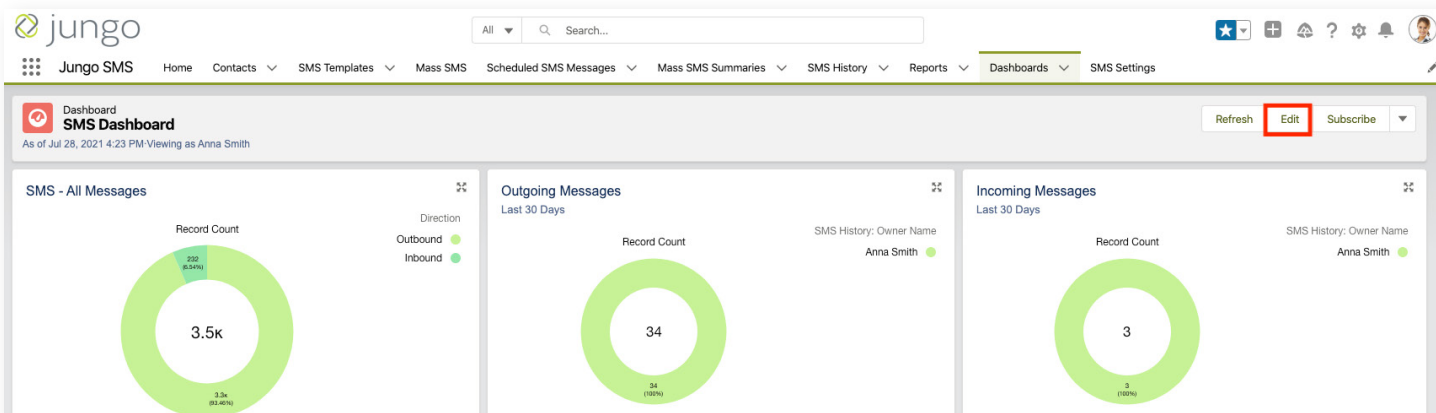 jungo
All
Search...
?
Jungo SMS Home Contacts SMS Templates Mass SMS Scheduled SMS Messages Mass SMS Summaries SMS History Reports Dashboards SMS Settings
Dashboard
SMS Dashboard
As of Jul 28, 2021 4:23 PM·Viewing as Anna Smith
Refresh Edit Subscribe
SMS - All Messages
Record Count
Direction
Outbound
Inbound
232
(6.54%)
3.5K
3.3K
(93.46%)
Outgoing Messages
Last 30 Days
Record Count
SMS History: Owner Name
Anna Smith
34
34
(100%)
Incoming Messages
Last 30 Days
Record Count
SMS History: Owner Name
Anna Smith
3
3
(100%)